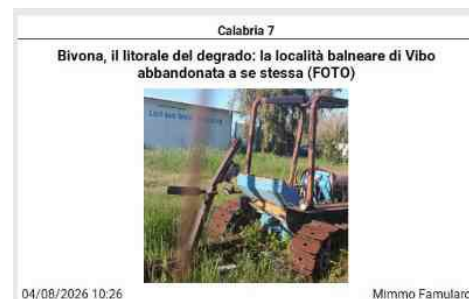 Calabria 7
Bivona, il litorale del degrado: la località balneare di Vibo
abbandonata a se stessa (FOTO)
04/08/2026 10:26
Mimmo Famularo